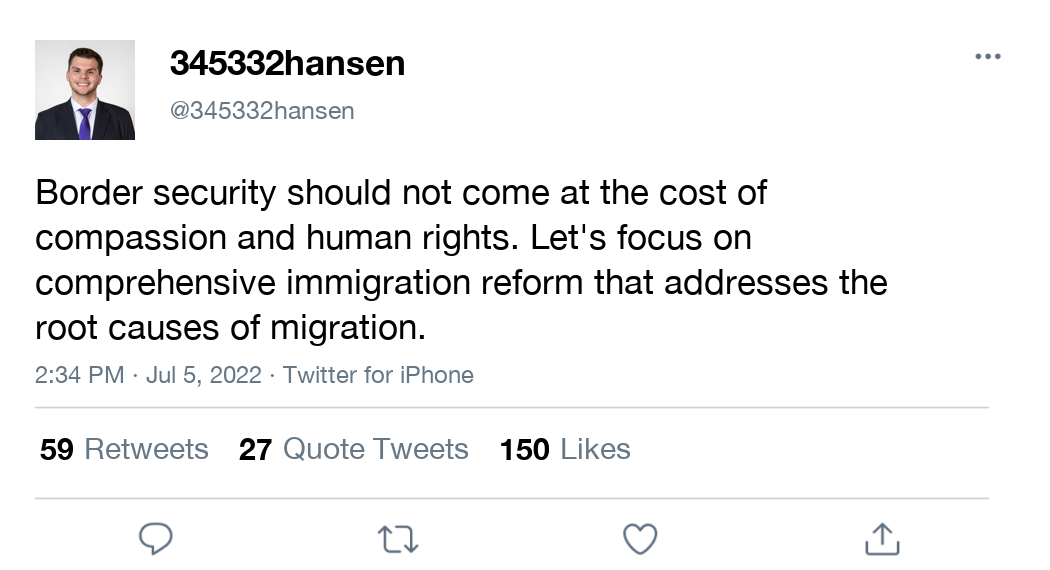 345332hansen
@345332hansen
Border security should not come at the cost of
compassion and human rights. Let's focus on
comprehensive immigration reform that addresses the
root causes of migration.
2:34 PM · Jul 5, 2022 · Twitter for iPhone
59 Retweets 27 Quote Tweets 150 Likes